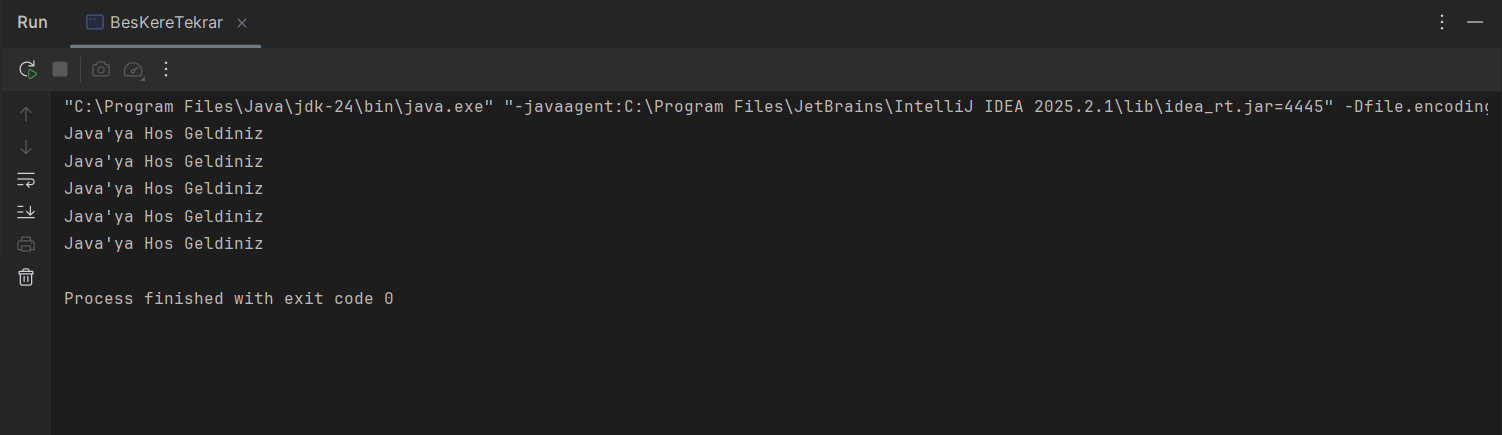 Run BesKereTekrar
"C:\Program Files\Java\jdk-24\bin\java.exe" "-javaagent:C:\Program Files\JetBrains\IntelliJ IDEA 2025.2.1\lib\idea_rt.jar=4445" -Dfile.encoding
Java'ya Hos Geldiniz
Java'ya Hos Geldiniz
Java'ya Hos Geldiniz
Java'ya Hos Geldiniz
Java'ya Hos Geldiniz
Process finished with exit code 0